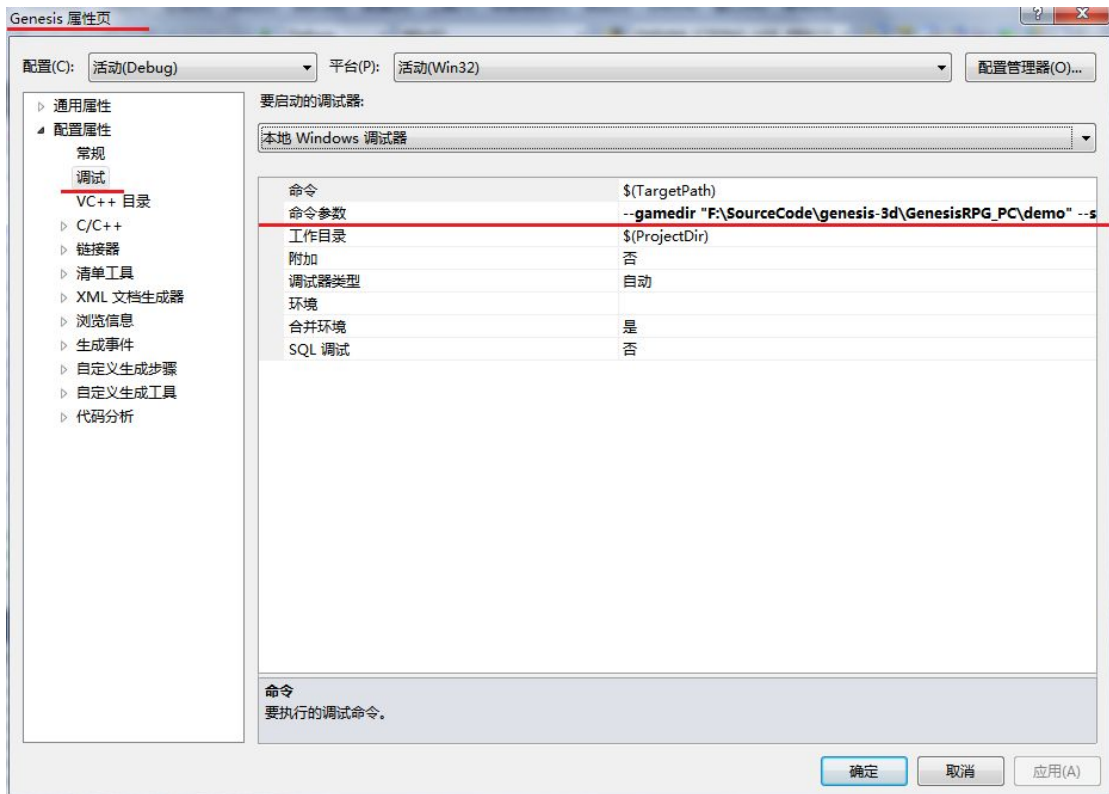 Genesis 属性页
配置(C): 活动(Debug) 平台(P): 活动(Win32) 配置管理器(O)...
通用属性
配置属性
常规
调试
VC++ 目录
C/C++
链接器
清单工具
XML 文档生成器
浏览信息
生成事件
自定义生成步骤
自定义生成工具
代码分析
要启动的调试器:
本地 Windows 调试器
命令 $(TargetPath)
命令参数 --gamedir "F:\SourceCode\genesis-3d\GenesisRPG_PC\demo" --s
工作目录 $(ProjectDir)
附加 否
调试器类型 自动
环境
合并环境 是
SQL 调试 否
命令
要执行的调试命令。
确定 取消 应用(A)